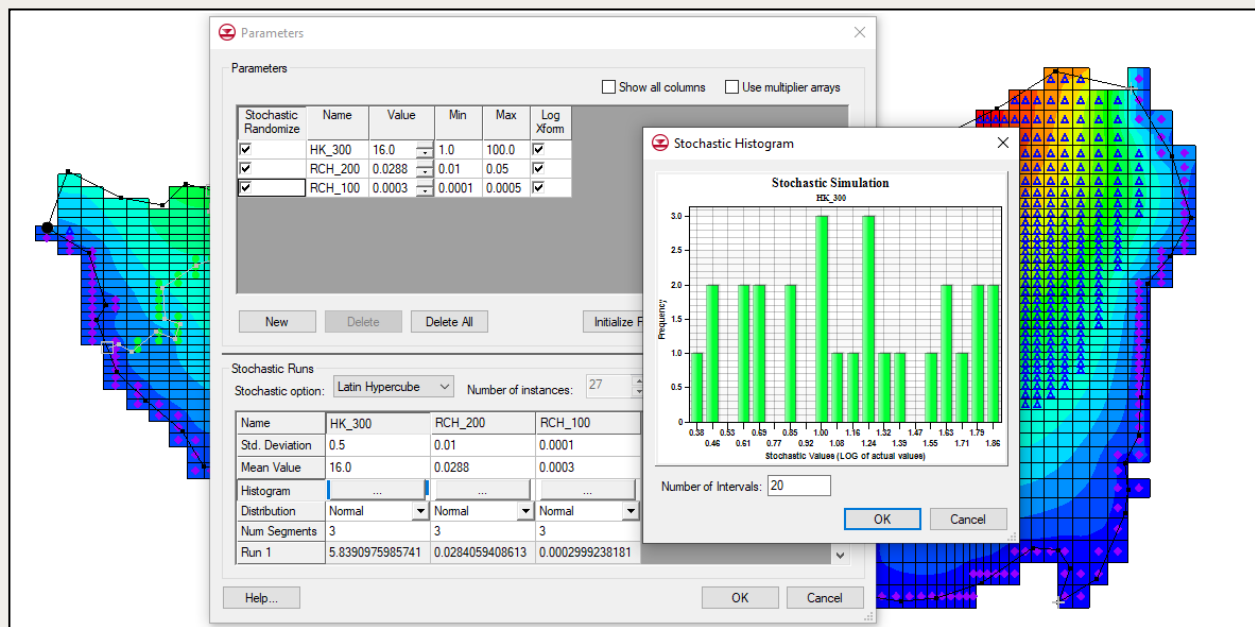 Parameters
Parameters
Show all columns Use multiplier arrays
Stochastic Randomize Name Value Min Max Log Xform
HK_300 16.0 1.0 100.0
RCH_200 0.0288 0.01 0.05
RCH_100 0.0003 0.0001 0.0005
New Delete Delete All Initialize
Stochastic Runs
Stochastic option: Latin Hypercube Number of instances: 27
Name HK_300 RCH_200 RCH_100
Std. Deviation 0.5 0.01 0.0001
Mean Value 16.0 0.0288 0.0003
Histogram ... ... ...
Distribution Normal Normal Normal
Num Segments 3 3 3
Run 1 5.8390975985741 0.0284059408613 0.0002999238181
Help... OK Cancel
Stochastic Histogram
Stochastic Simulation
HK_300
3.0
2.5
2.0
1.5
1.0
0.5
0
Frequency
0.38 0.53 0.69 0.85 1.00 1.16 1.32 1.47 1.63 1.79
0.46 0.61 0.77 0.92 1.08 1.24 1.39 1.55 1.71 1.86
Stochastic Values (LOG of actual values)
Number of Intervals: 20
OK Cancel